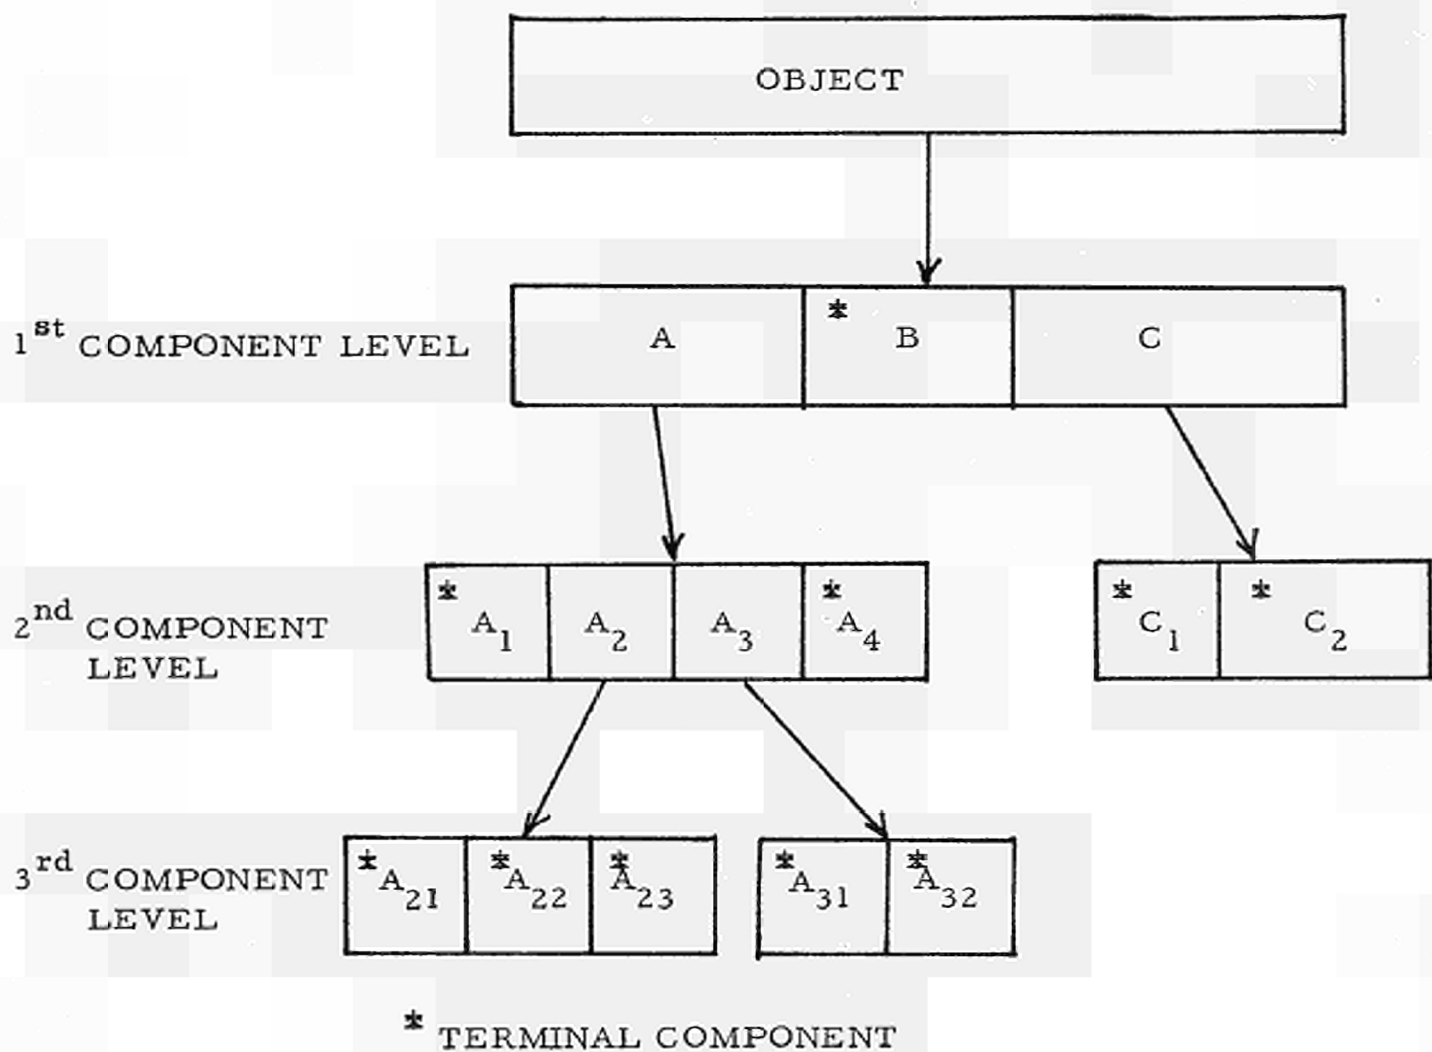 OBJECT
1st COMPONENT LEVEL
* A
* B
C
2nd COMPONENT
LEVEL
* A1
A2
A3
* A4
* C1
* C2
3rd COMPONENT
LEVEL
* A21
* A22
* A23
* A31
* A32
* TERMINAL COMPONENT